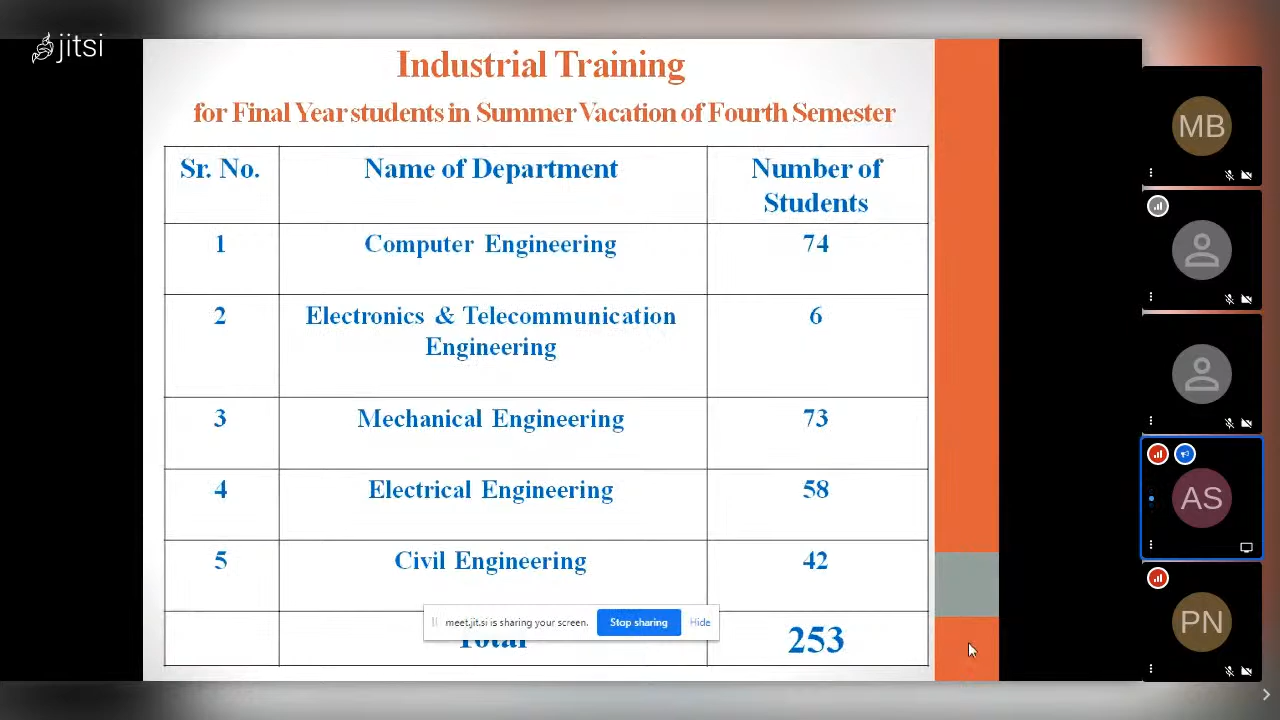 jitsi
Industrial Training
for Final Year students in Summer Vacation of Fourth Semester
Sr. No. Name of Department Number of
Students
1 Computer Engineering 74
2 Electronics & Telecommunication 6
Engineering
3 Mechanical Engineering 73
4 Electrical Engineering 58
5 Civil Engineering 42
meet.jit.si is sharing your screen. Stop sharing Hide
Total 253
MB
AS
PN